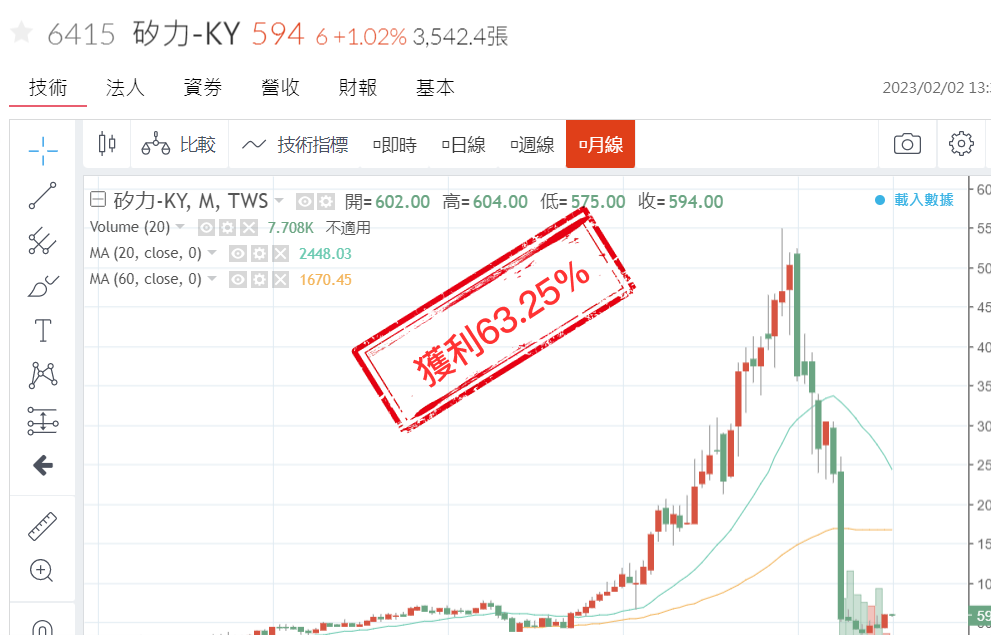 6415 矽力-KY 594 6 +1.02% 3,542.4張
技術 法人 資券 營收 財報 基本
2023/02/02 13:
比較 技術指標 日即時 日日線 日週線 日月線
矽力-KY, M, TWS 開=602.00 高=604.00 低=575.00 收=594.00
載入數據
Volume (20) 7.708K 不適用
MA (20, close, 0) 2448.03
MA (60, close, 0) 1670.45
獲利63.25%
T
60
55
50
45
40
35
30
25
20
15
10
59